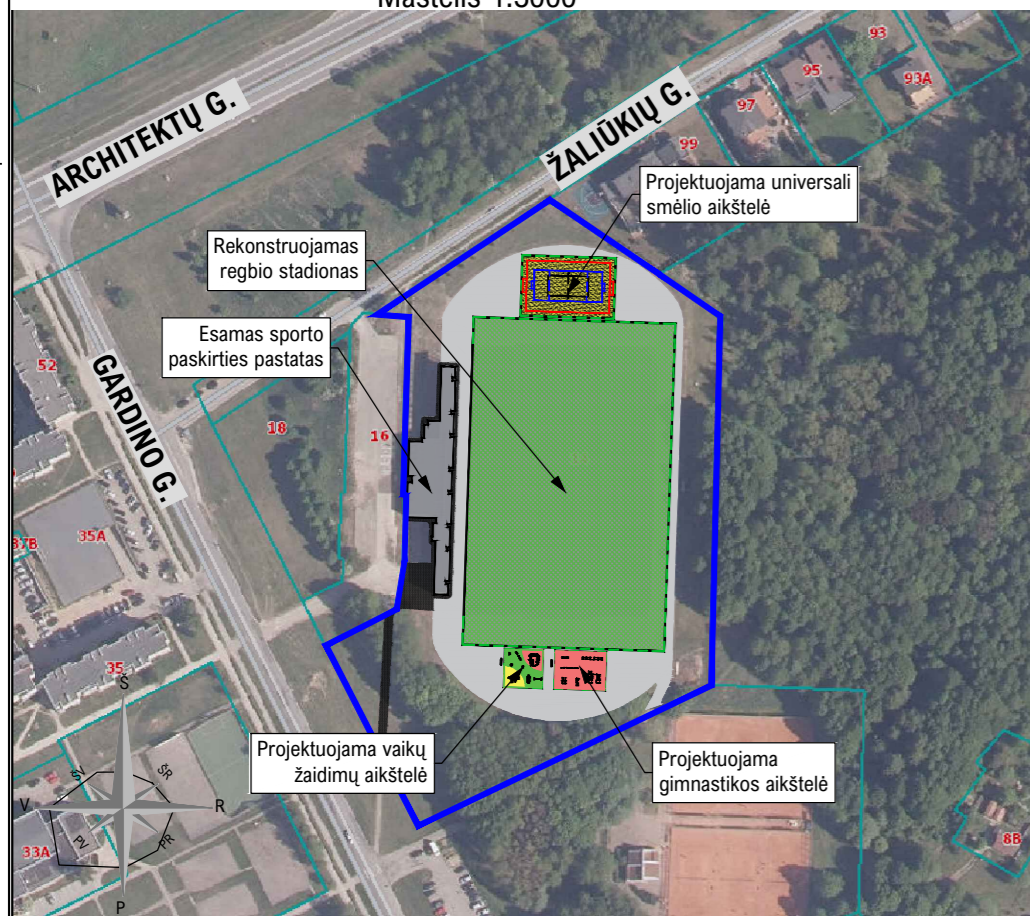 Mastelis 1:5000
ARCHITEKTŲ G.
ŽALIŪKIŲ G.
93
95
93A
97
99
Projektuojama universali
smėlio aikštelė
Rekonstruojamas
regbio stadionas
Esamas sporto
paskirties pastatas
52
GARDINO G.
18
16
35A
37B
35
Projektuojama vaikų
žaidimų aikštelė
Projektuojama
gimnastikos aikštelė
Š
ŠV
ŠR
V
R
PV
PR
P
33A
8B